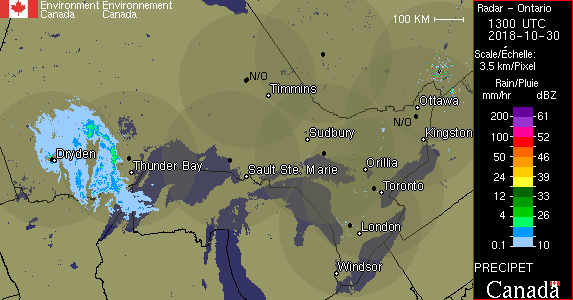 Environment Environnement
Canada Canada
100 KM
Radar - Ontario
1300 UTC
2018-10-30
Scale/Échelle:
3.5 km/Pixel
Rain/Pluie
mm/hr dBZ
200 61
100 52
50 46
24 39
12 33
4 26
0.1 10
PRECIPET
Canada
N/O
Timmins
Ottawa
N/O
Sudbury
Kingston
Dryden
Thunder Bay
Sault Ste. Marie
Orillia
Toronto
London
Windsor